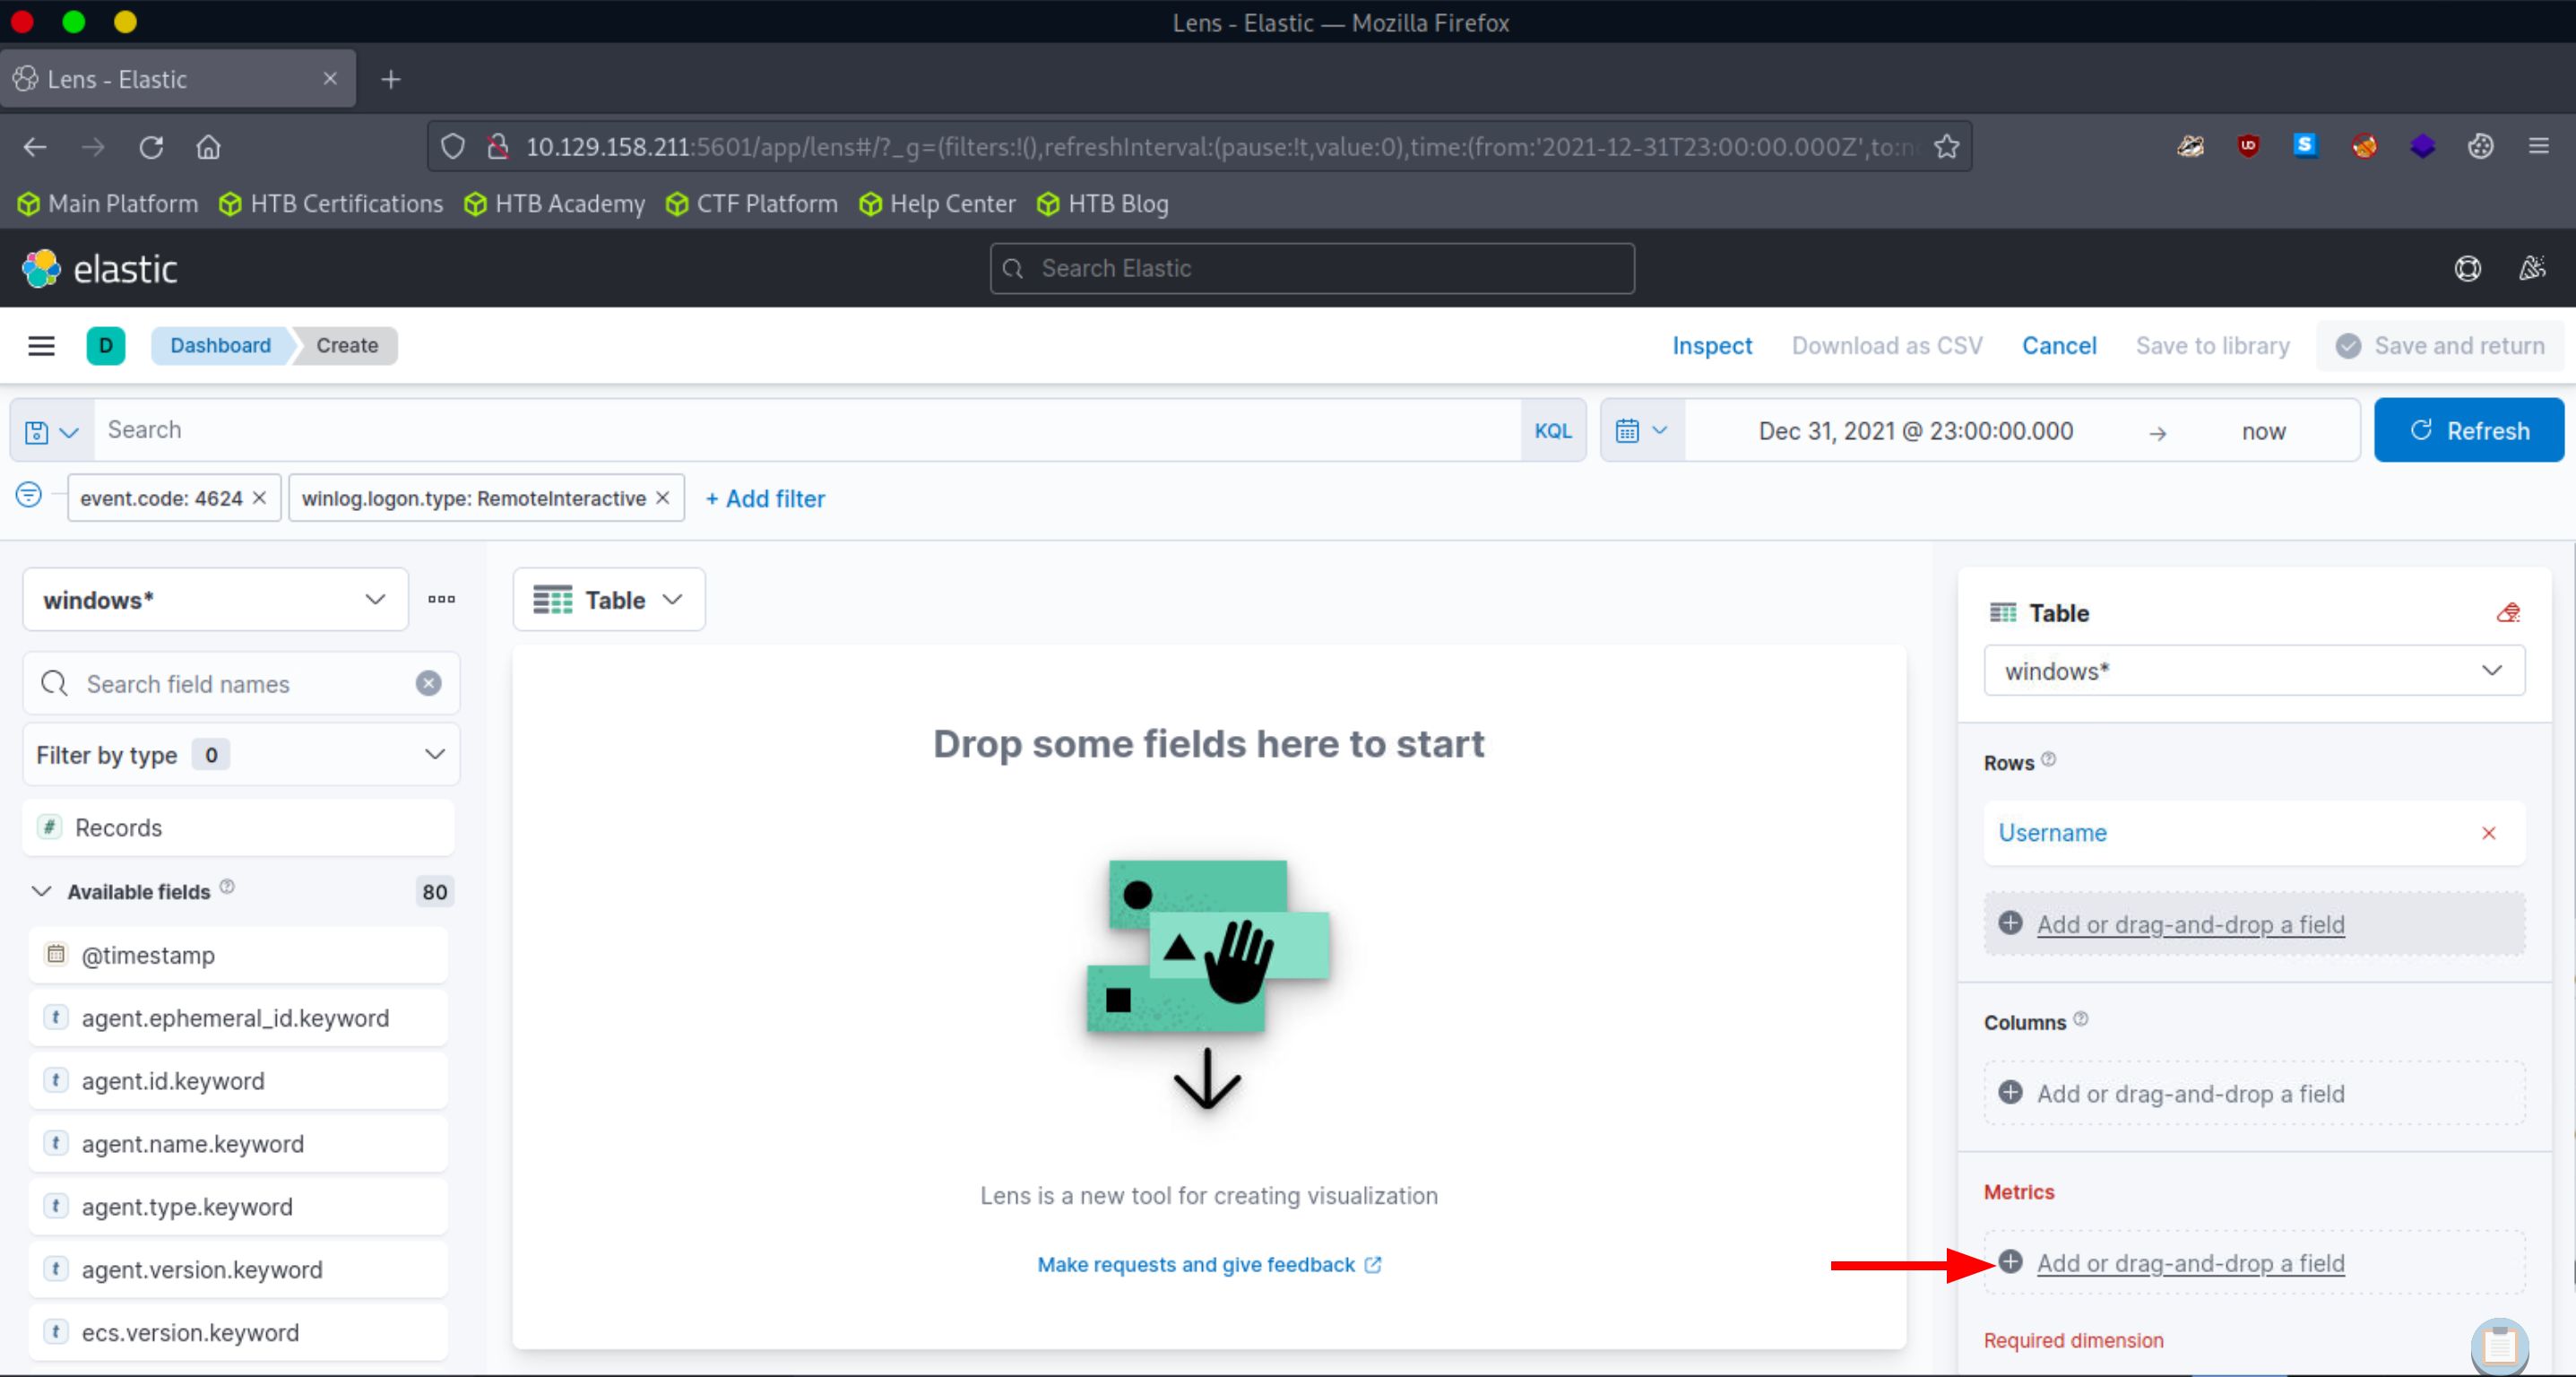 Lens - Elastic — Mozilla Firefox
Lens - Elastic
10.129.158.211:5601/app/lens#/?_g=(filters:!(),refreshInterval:(pause:!t,value:0),time:(from:'2021-12-31T23:00:00.000Z',to:no
Main Platform HTB Certifications HTB Academy CTF Platform Help Center HTB Blog
elastic Search Elastic
D Dashboard Create Inspect Download as CSV Cancel Save to library Save and return
Search KQL Dec 31, 2021 @ 23:00:00.000 → now Refresh
event.code: 4624 winlog.logon.type: RemoteInteractive + Add filter
windows*
Search field names
Filter by type 0
# Records
Available fields 80
@timestamp
t agent.ephemeral_id.keyword
t agent.id.keyword
t agent.name.keyword
t agent.type.keyword
t agent.version.keyword
t ecs.version.keyword
Table
Drop some fields here to start
Lens is a new tool for creating visualization
Make requests and give feedback
Table
windows*
Rows
Username
Add or drag-and-drop a field
Columns
Add or drag-and-drop a field
Metrics
Add or drag-and-drop a field
Required dimension